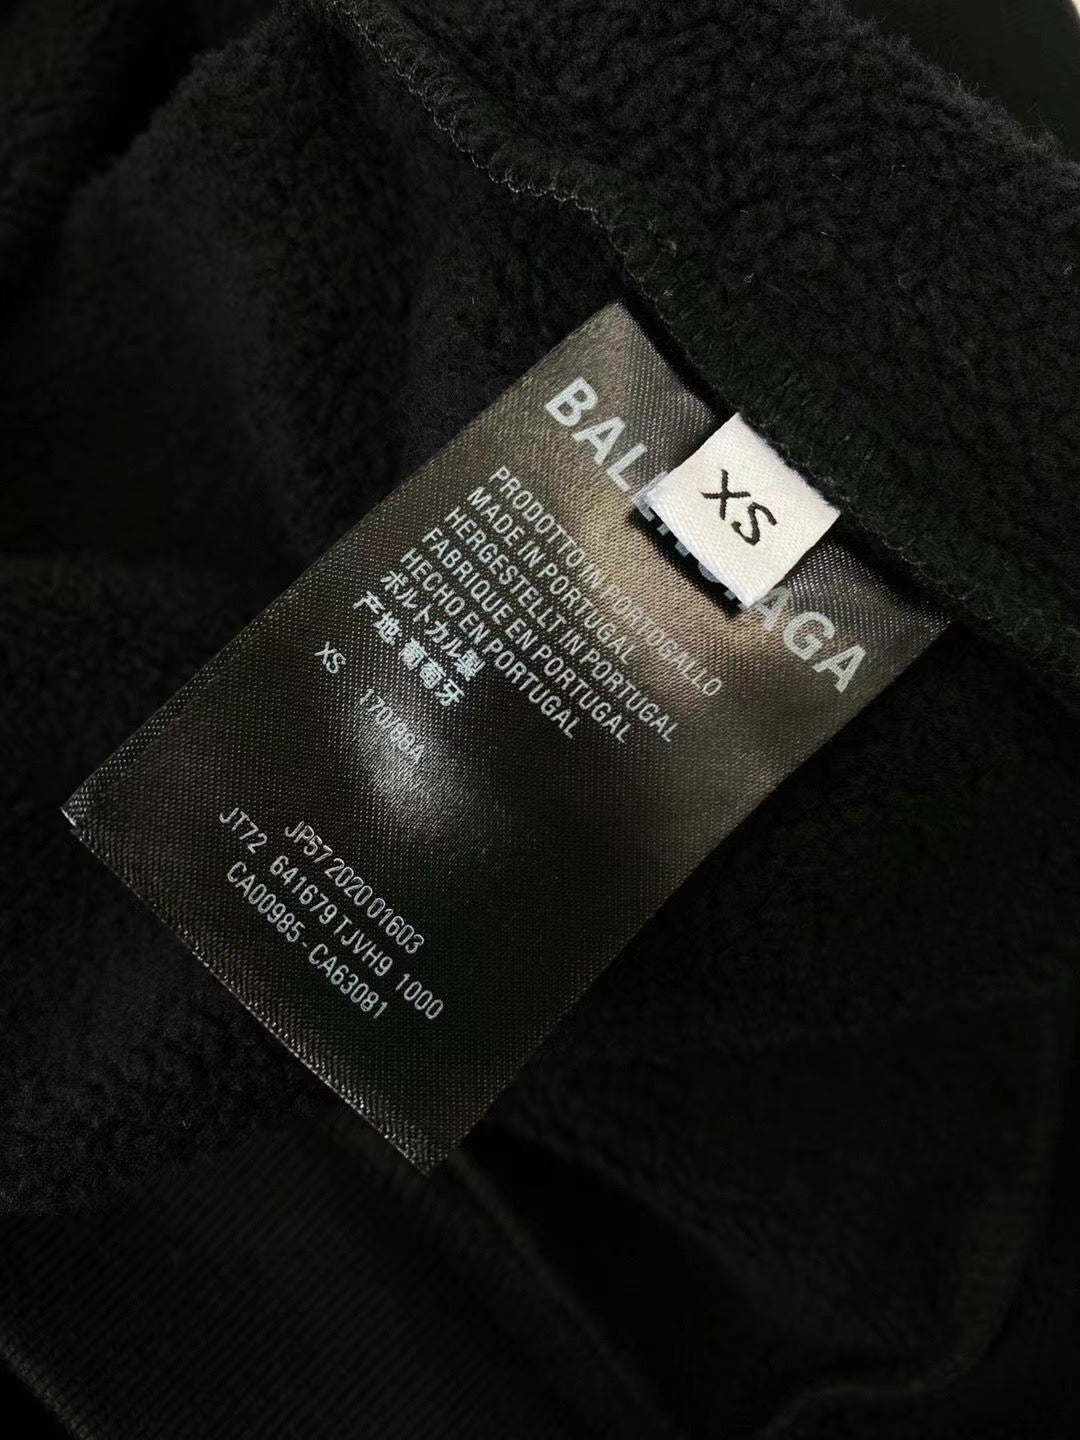 BALENCIAGA
XS
PRODOTTO IN PORTOGALLO
MADE IN PORTUGAL
HERGESTELLT IN PORTUGAL
FABRIQUE EN PORTUGAL
HECHO EN PORTUGAL
ポルトガル製
产地:葡萄牙
XS 170/88A
JP57 2020 01603
JT72 641679 TJVH9 1000
CA00985-CA63081